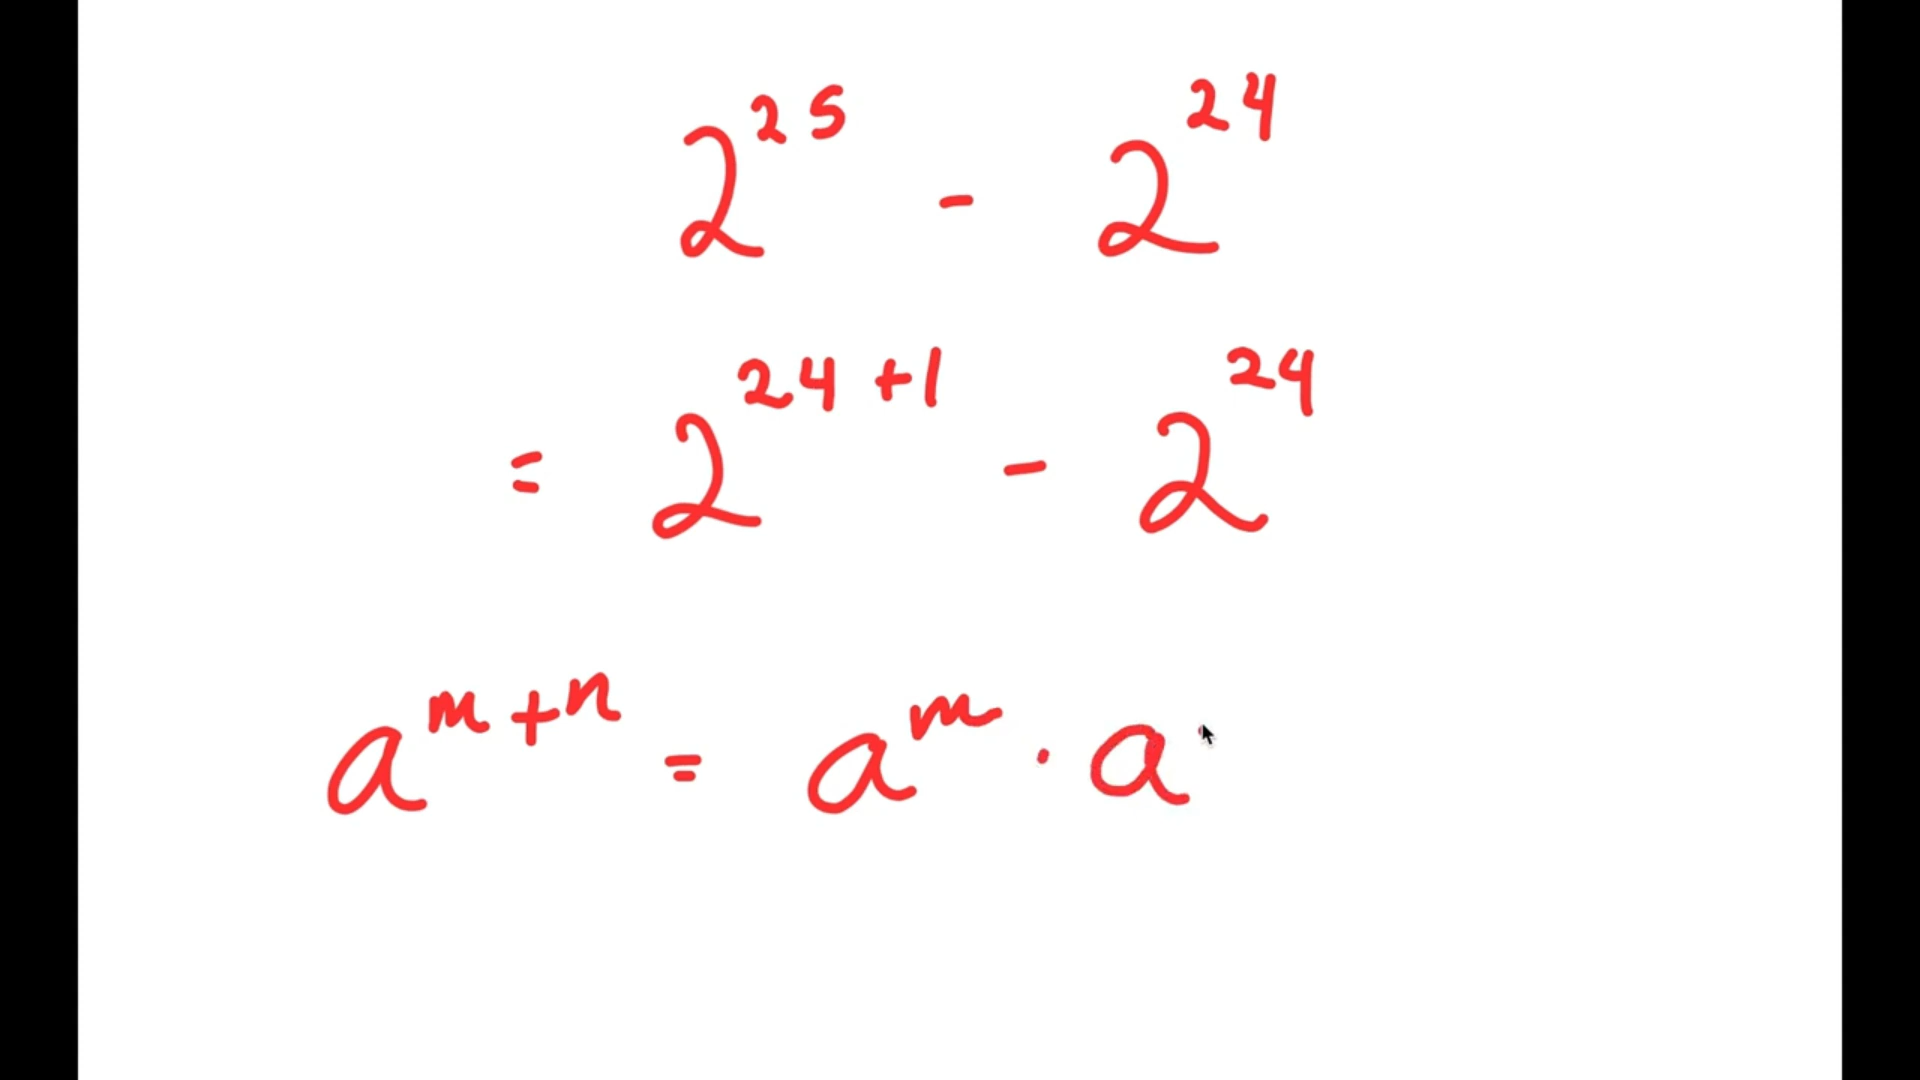 2^25 - 2^24
= 2^24+1 - 2^24
a^m+n = a^m · a